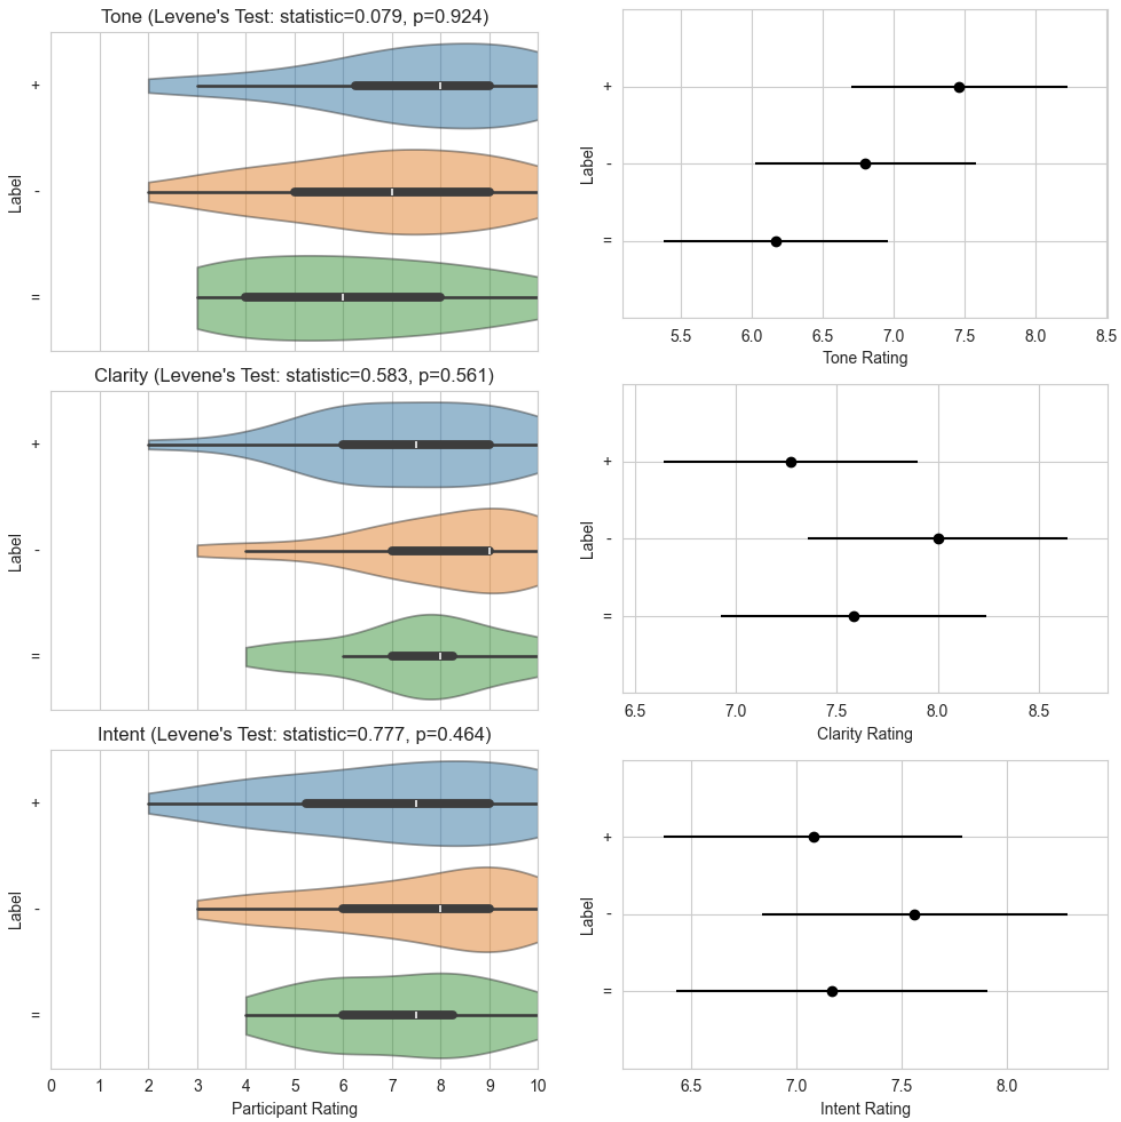 Tone (Levene's Test: statistic=0.079, p=0.924)
+
-
=
Label
+
-
=
Label
5.5 6.0 6.5 7.0 7.5 8.0 8.5
Tone Rating
Clarity (Levene's Test: statistic=0.583, p=0.561)
+
-
=
Label
+
-
=
Label
6.5 7.0 7.5 8.0 8.5
Clarity Rating
Intent (Levene's Test: statistic=0.777, p=0.464)
+
-
=
Label
0 1 2 3 4 5 6 7 8 9 10
Participant Rating
+
-
=
Label
6.5 7.0 7.5 8.0
Intent Rating